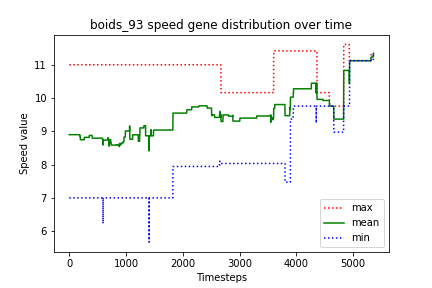 boids_93 speed gene distribution over time
Speed value
11
10
9
8
7
6
0
1000
2000
3000
4000
5000
Timesteps
max
mean
min